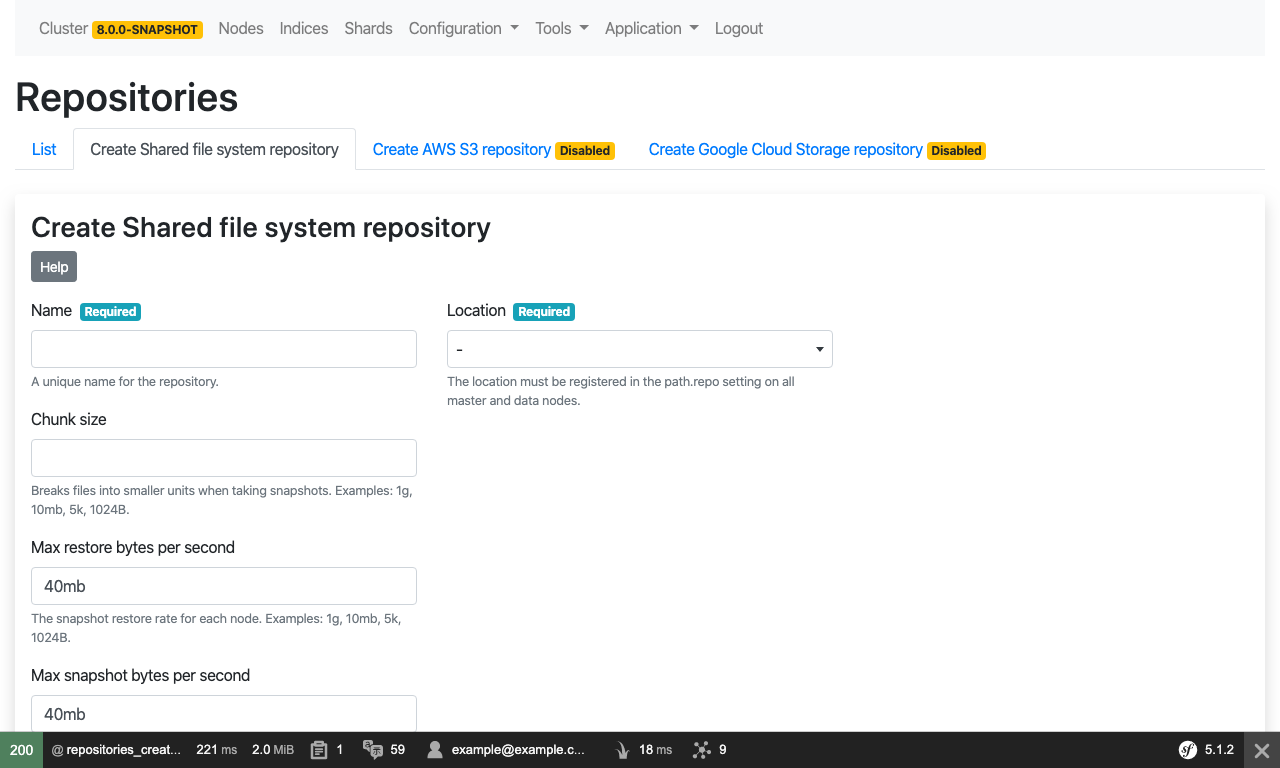 Cluster 8.0.0-SNAPSHOT Nodes Indices Shards Configuration Tools Application Logout
Repositories
List Create Shared file system repository Create AWS S3 repository Disabled Create Google Cloud Storage repository Disabled
Create Shared file system repository
Help
Name Required Location Required
-
A unique name for the repository. The location must be registered in the path.repo setting on all
master and data nodes.
Chunk size
Breaks files into smaller units when taking snapshots. Examples: 1g,
10mb, 5k, 1024B.
Max restore bytes per second
40mb
The snapshot restore rate for each node. Examples: 1g, 10mb, 5k,
1024B.
Max snapshot bytes per second
40mb
200 @ repositories_creat... 221 ms 2.0 MiB 1 59 example@example.c... 18 ms 9 sf 5.1.2